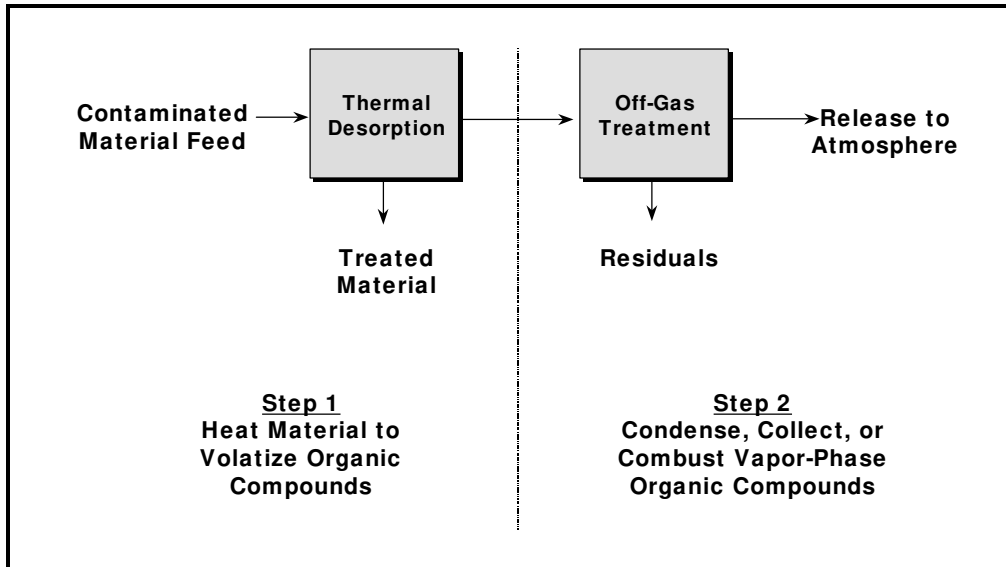 Contaminated
Material Feed
Thermal
Desorption
Off-Gas
Treatment
Release to
Atmosphere
Treated
Material
Residuals
Step 1
Heat Material to
Volatize Organic
Compounds
Step 2
Condense, Collect, or
Combust Vapor-Phase
Organic Compounds